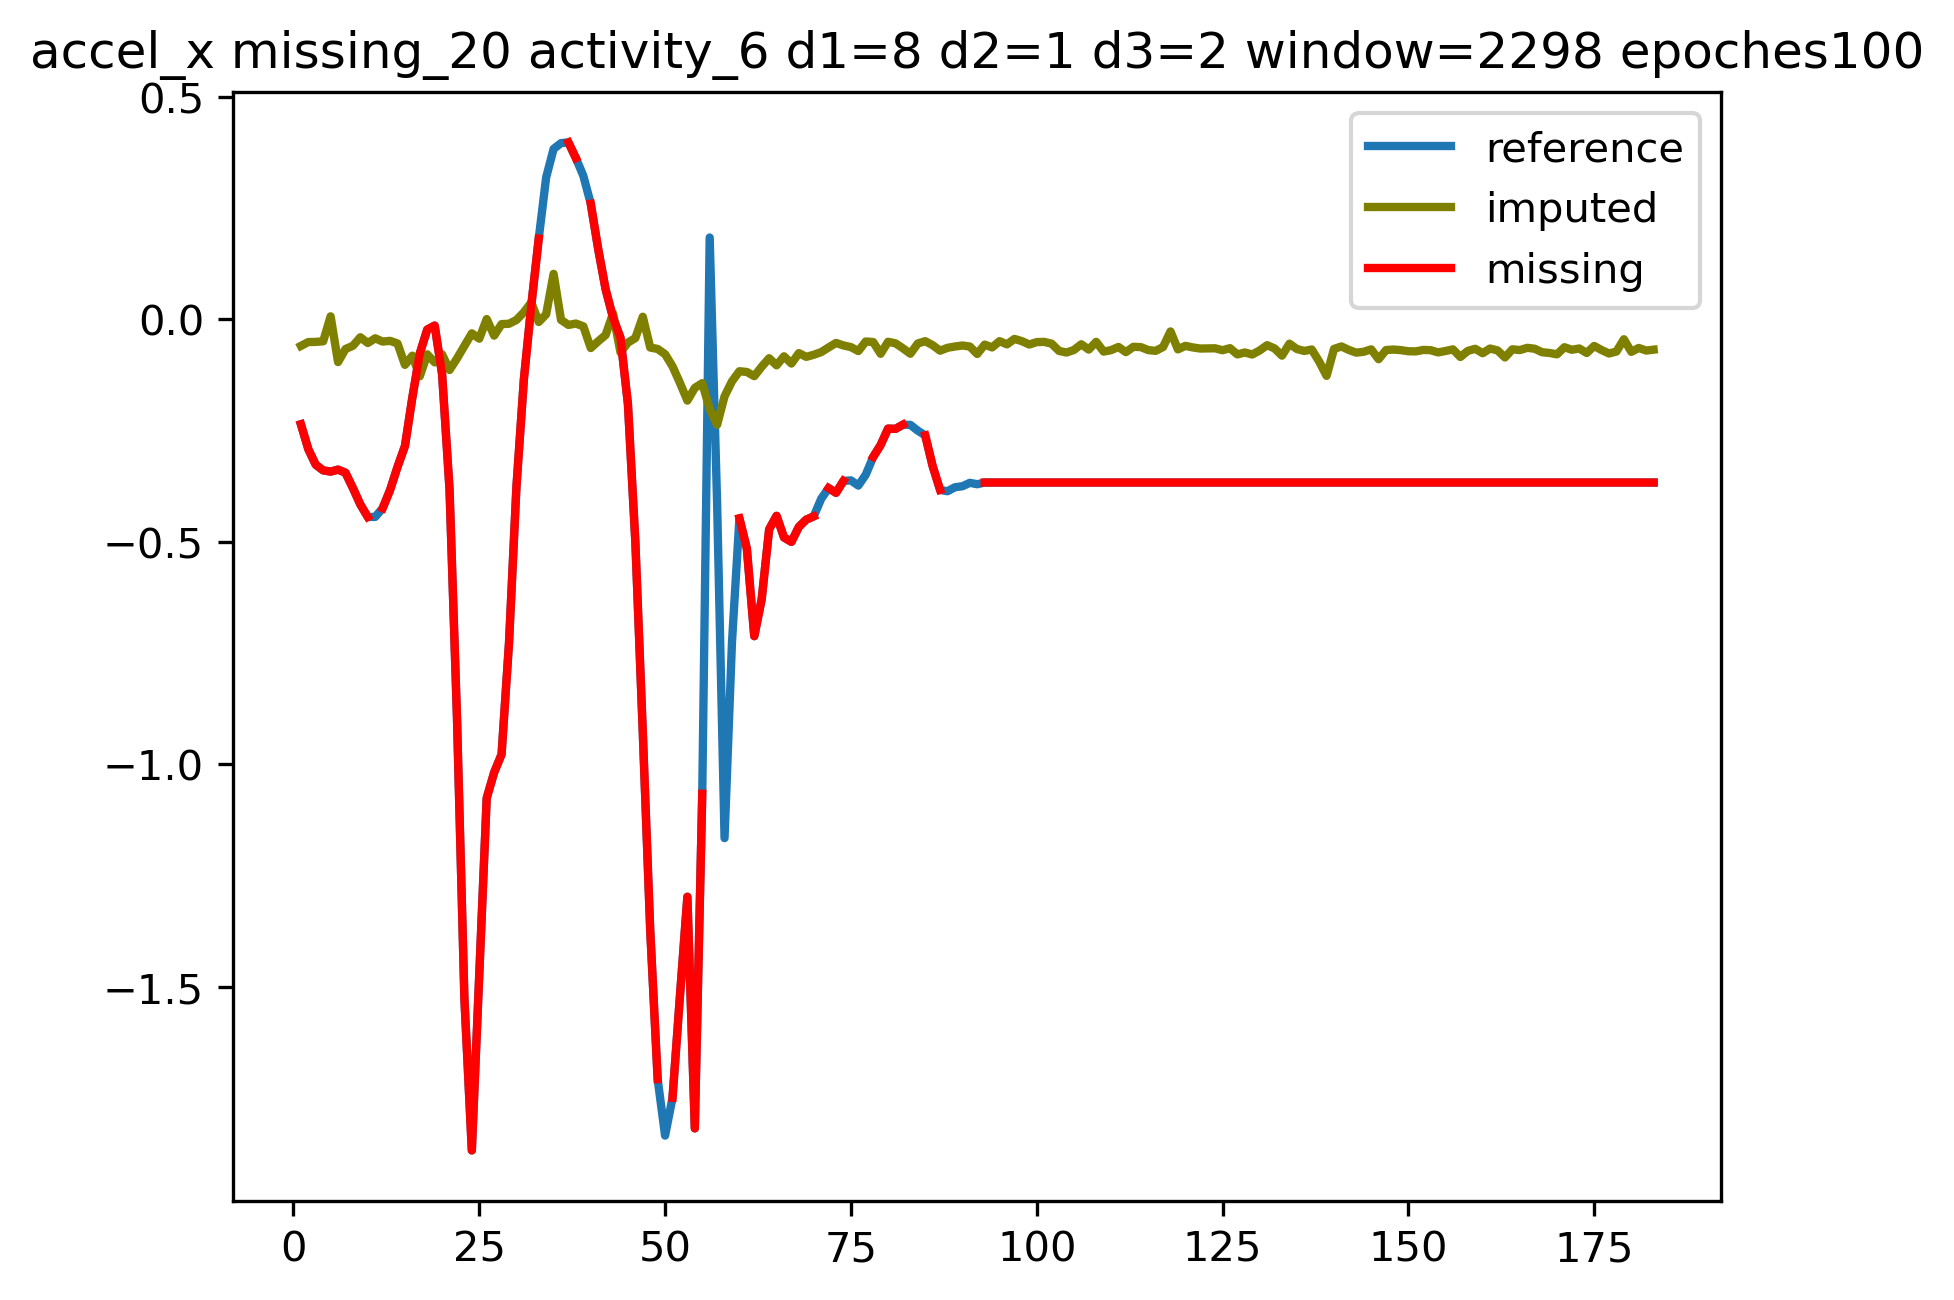 accel_x missing_20 activity_6 d1=8 d2=1 d3=2 window=2298 epoches100
0.5
0.0
−0.5
−1.0
−1.5
reference
imputed
missing
0 25 50 75 100 125 150 175